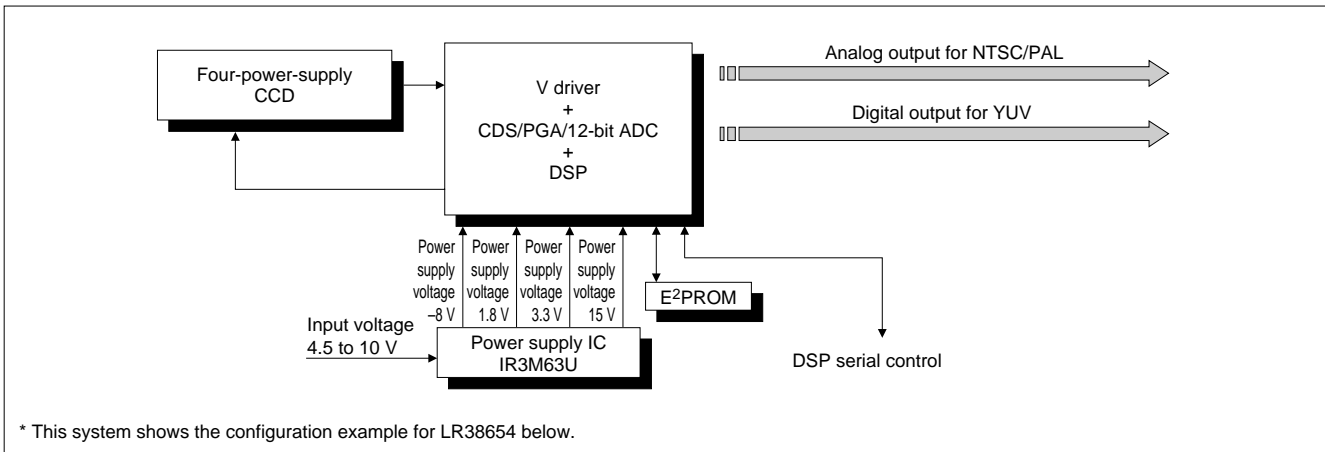 Four-power-supply
CCD
V driver
+
CDS/PGA/12-bit ADC
+
DSP
Analog output for NTSC/PAL
Digital output for YUV
Power
supply
voltage
–8 V
Power
supply
voltage
1.8 V
Power
supply
voltage
3.3 V
Power
supply
voltage
15 V
E²PROM
Input voltage
4.5 to 10 V
Power supply IC
IR3M63U
DSP serial control
* This system shows the configuration example for LR38654 below.